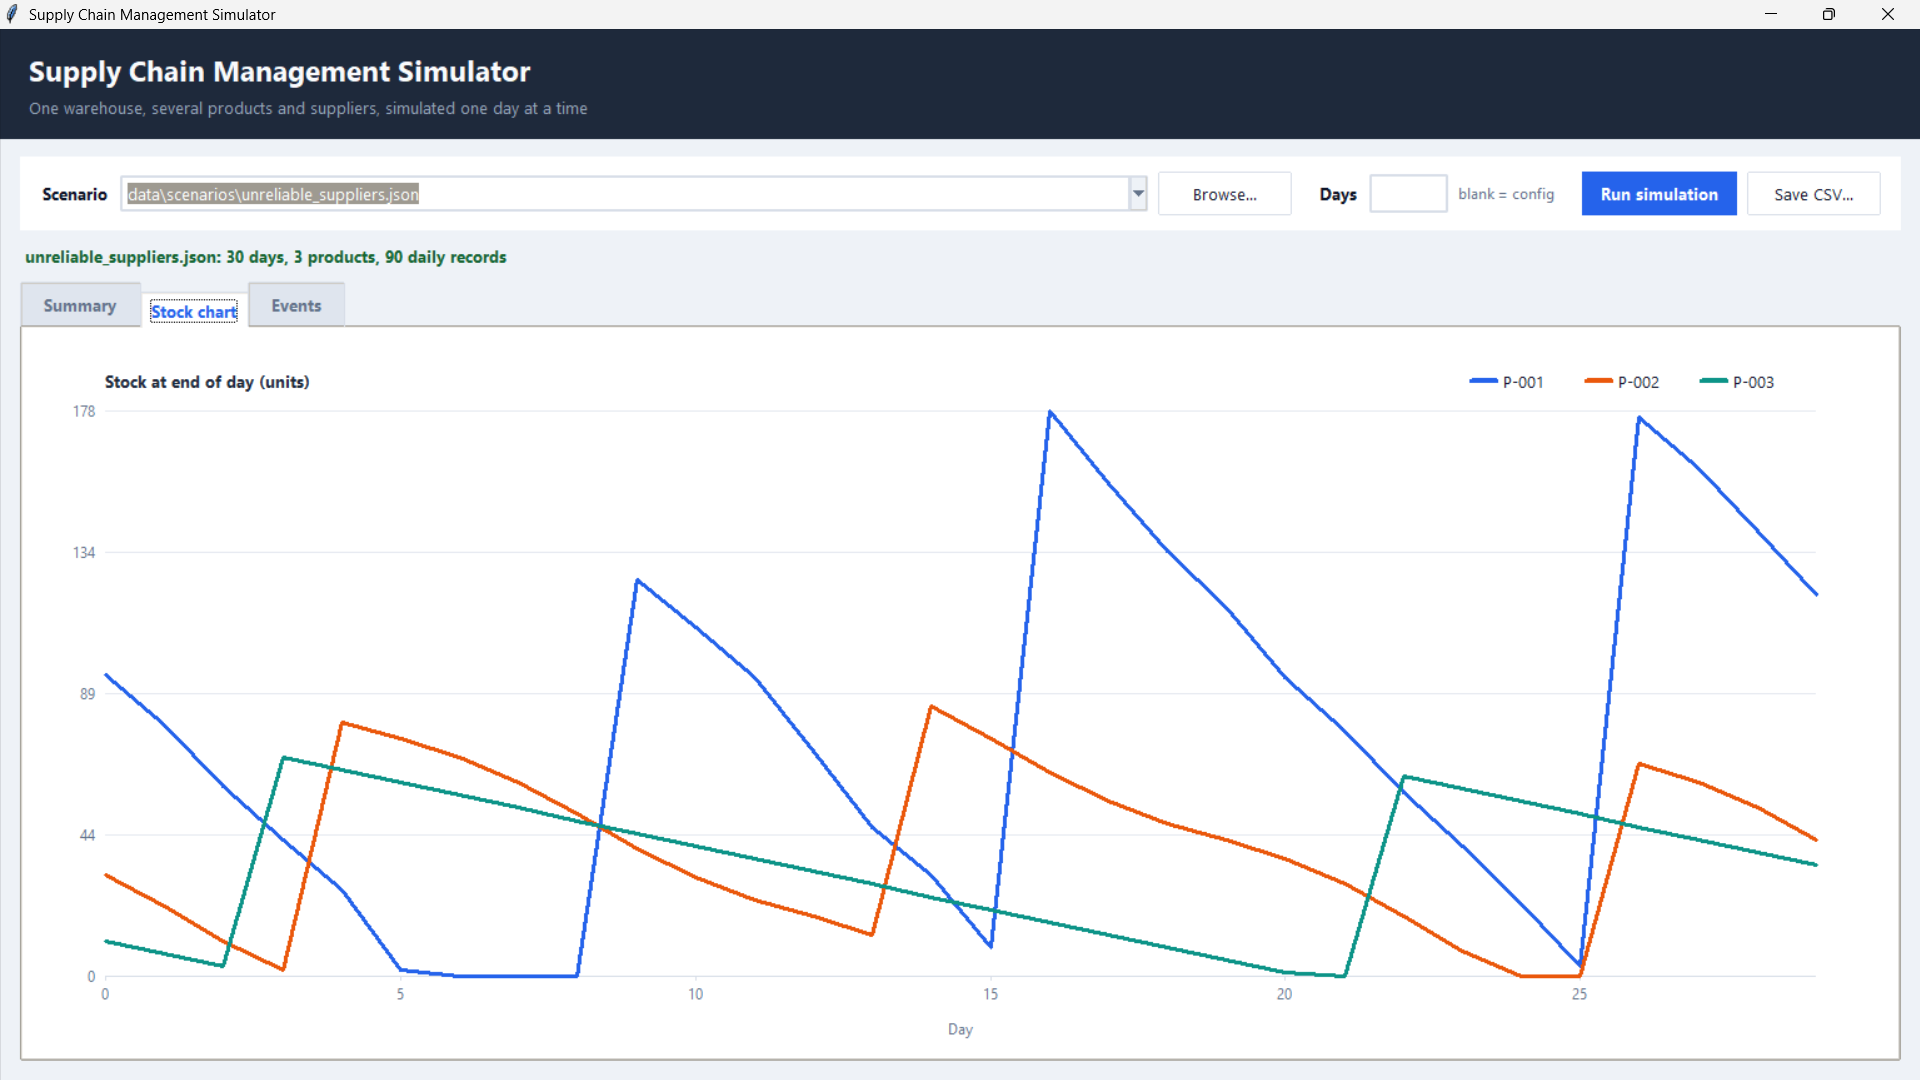 Supply Chain Management Simulator
Supply Chain Management Simulator
One warehouse, several products and suppliers, simulated one day at a time
Scenario data\scenarios\unreliable_suppliers.json Browse... Days blank = config Run simulation Save CSV...
unreliable_suppliers.json: 30 days, 3 products, 90 daily records
Summary Stock chart Events
Stock at end of day (units) P-001 P-002 P-003
178
134
89
44
0
0 5 10 15 20 25
Day